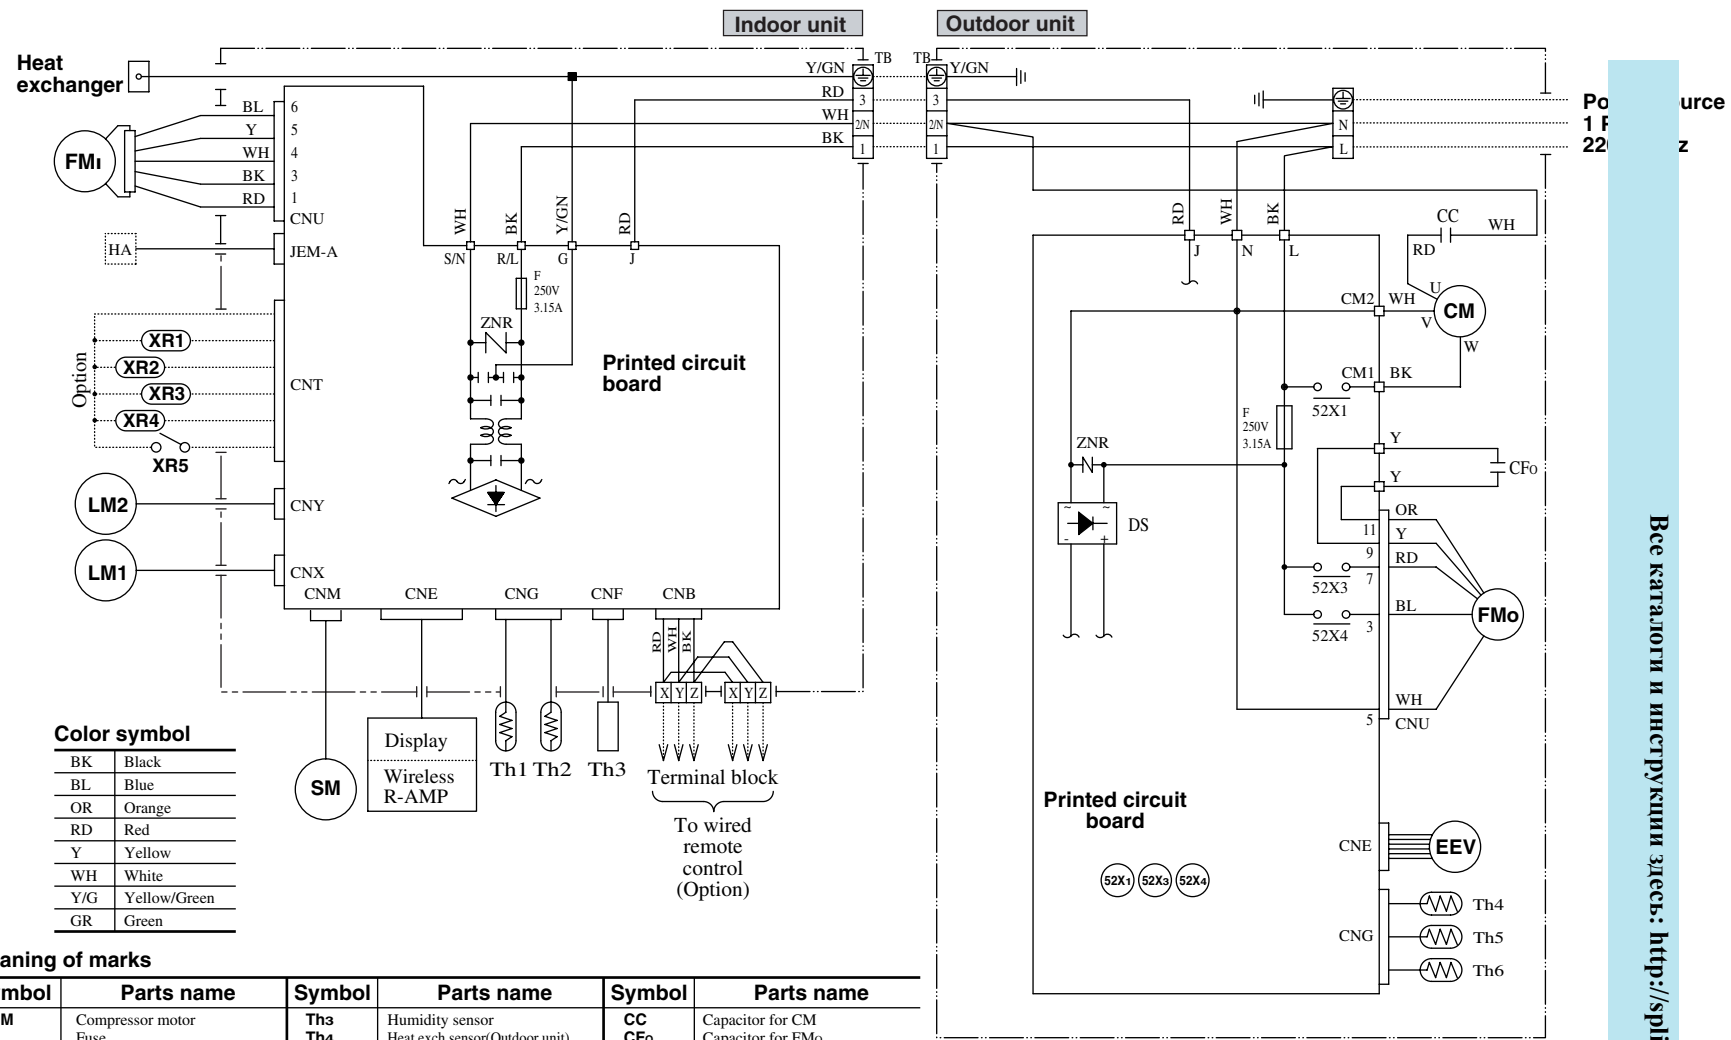 Indoor unit
Outdoor unit
Heat
exchanger
Y/GN
TB
TB
Y/GN
RD
3
3
WH
2/N
2/N
N
BK
1
1
L
1
z
BL
6
Y
5
WH
4
BK
3
RD
1
CNU
FMI
HA
JEM-A
WH
BK
Y/GN
RD
S/N
R/L
G
J
F
250V
3.15A
ZNR
Printed circuit
board
Option
XR1
XR2
XR3
XR4
XR5
CNT
LM2
CNY
LM1
CNX
CNM
CNE
CNG
CNF
CNB
RD
WH
BK
X Y Z
X Y Z
SM
Display
Wireless
R-AMP
Th1
Th2
Th3
Terminal block
To wired
remote
control
(Option)
RD
WH
BK
J
N
L
CC
WH
RD
U
CM2
WH
V
CM
W
CM1
BK
52X1
F
250V
3.15A
ZNR
DS
~
~
-
+
Y
CFO
Y
OR
11
Y
9
RD
52X3
7
BL
52X4
3
FMo
WH
5
CNU
Printed circuit
board
52X1
52X3
52X4
CNE
EEV
CNG
Th4
Th5
Th6
Color symbol
BK Black
BL Blue
OR Orange
RD Red
Y Yellow
WH White
Y/G Yellow/Green
GR Green
aning of marks
mbol Parts name Symbol Parts name Symbol Parts name
M Compressor motor Th3 Humidity sensor CC Capacitor for CM
Fuse Th4 Heat exch sensor(Outdoor unit) CFO Capacitor for FMo
Все каталоги и инструкции здесь: http://spli